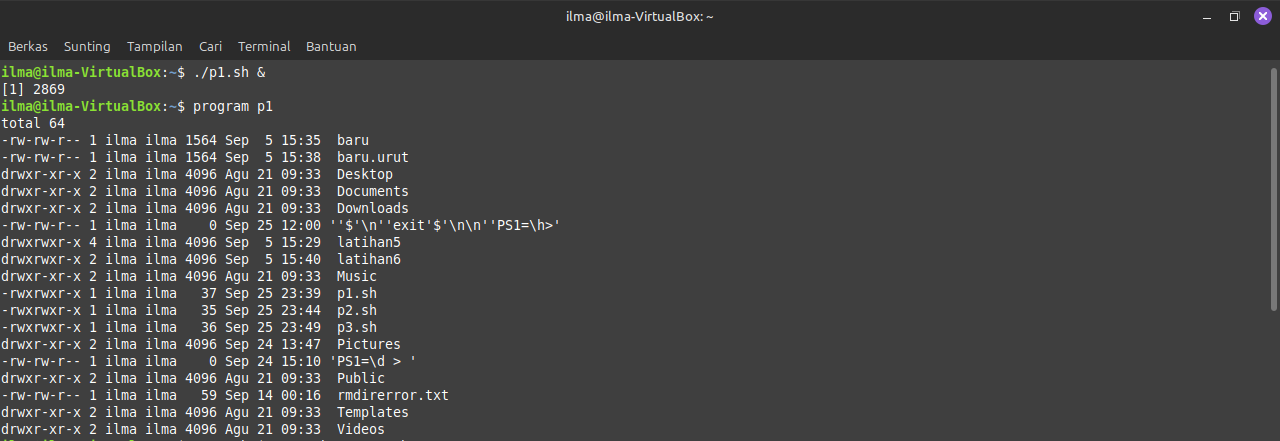 ilma@ilma-VirtualBox: ~
Berkas Sunting Tampilan Cari Terminal Bantuan
ilma@ilma-VirtualBox:~$ ./p1.sh &
[1] 2869
ilma@ilma-VirtualBox:~$ program p1
total 64
-rw-rw-r-- 1 ilma ilma 1564 Sep  5 15:35  baru
-rw-rw-r-- 1 ilma ilma 1564 Sep  5 15:38  baru.urut
drwxr-xr-x 2 ilma ilma 4096 Agu 21 09:33  Desktop
drwxr-xr-x 2 ilma ilma 4096 Agu 21 09:33  Documents
drwxr-xr-x 2 ilma ilma 4096 Agu 21 09:33  Downloads
-rw-rw-r-- 1 ilma ilma    0 Sep 25 12:00 ''$'\n''exit'$'\n\n''PS1=\h>'
drwxrwxr-x 4 ilma ilma 4096 Sep  5 15:29  latihan5
drwxrwxr-x 2 ilma ilma 4096 Sep  5 15:40  latihan6
drwxr-xr-x 2 ilma ilma 4096 Agu 21 09:33  Music
-rwxrwxr-x 1 ilma ilma   37 Sep 25 23:39  p1.sh
-rwxrwxr-x 1 ilma ilma   35 Sep 25 23:44  p2.sh
-rwxrwxr-x 1 ilma ilma   36 Sep 25 23:49  p3.sh
drwxr-xr-x 2 ilma ilma 4096 Sep 24 13:47  Pictures
-rw-rw-r-- 1 ilma ilma    0 Sep 24 15:10 'PS1=\d > '
drwxr-xr-x 2 ilma ilma 4096 Agu 21 09:33  Public
-rw-rw-r-- 1 ilma ilma   59 Sep 14 00:16  rmdirerror.txt
drwxr-xr-x 2 ilma ilma 4096 Agu 21 09:33  Templates
drwxr-xr-x 2 ilma ilma 4096 Agu 21 09:33  Videos